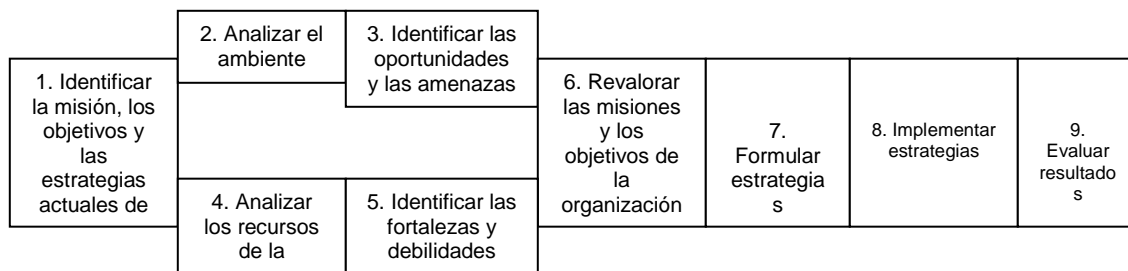 1. Identificar
la misión, los
objetivos y
las
estrategias
actuales de
2. Analizar el
ambiente
3. Identificar las
oportunidades
y las amenazas
4. Analizar
los recursos
de la
5. Identificar las
fortalezas y
debilidades
6. Revalorar
las misiones
y los
objetivos de
la
organización
7.
Formular
estrategia
s
8. Implementar
estrategias
9.
Evaluar
resultado
s